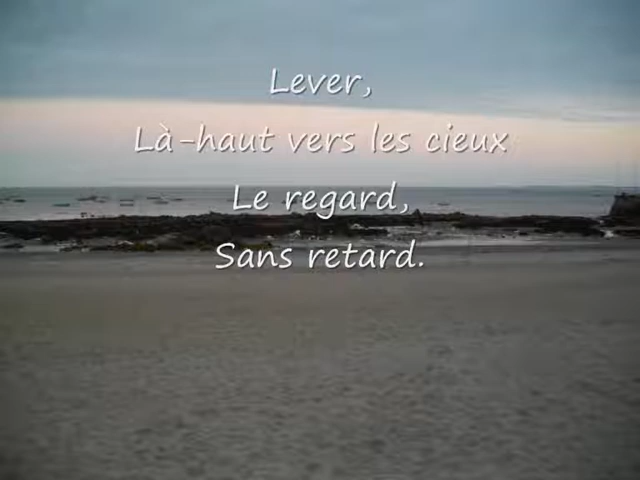 Lever,
Là-haut vers les cieux
Le regard,
Sans retard.